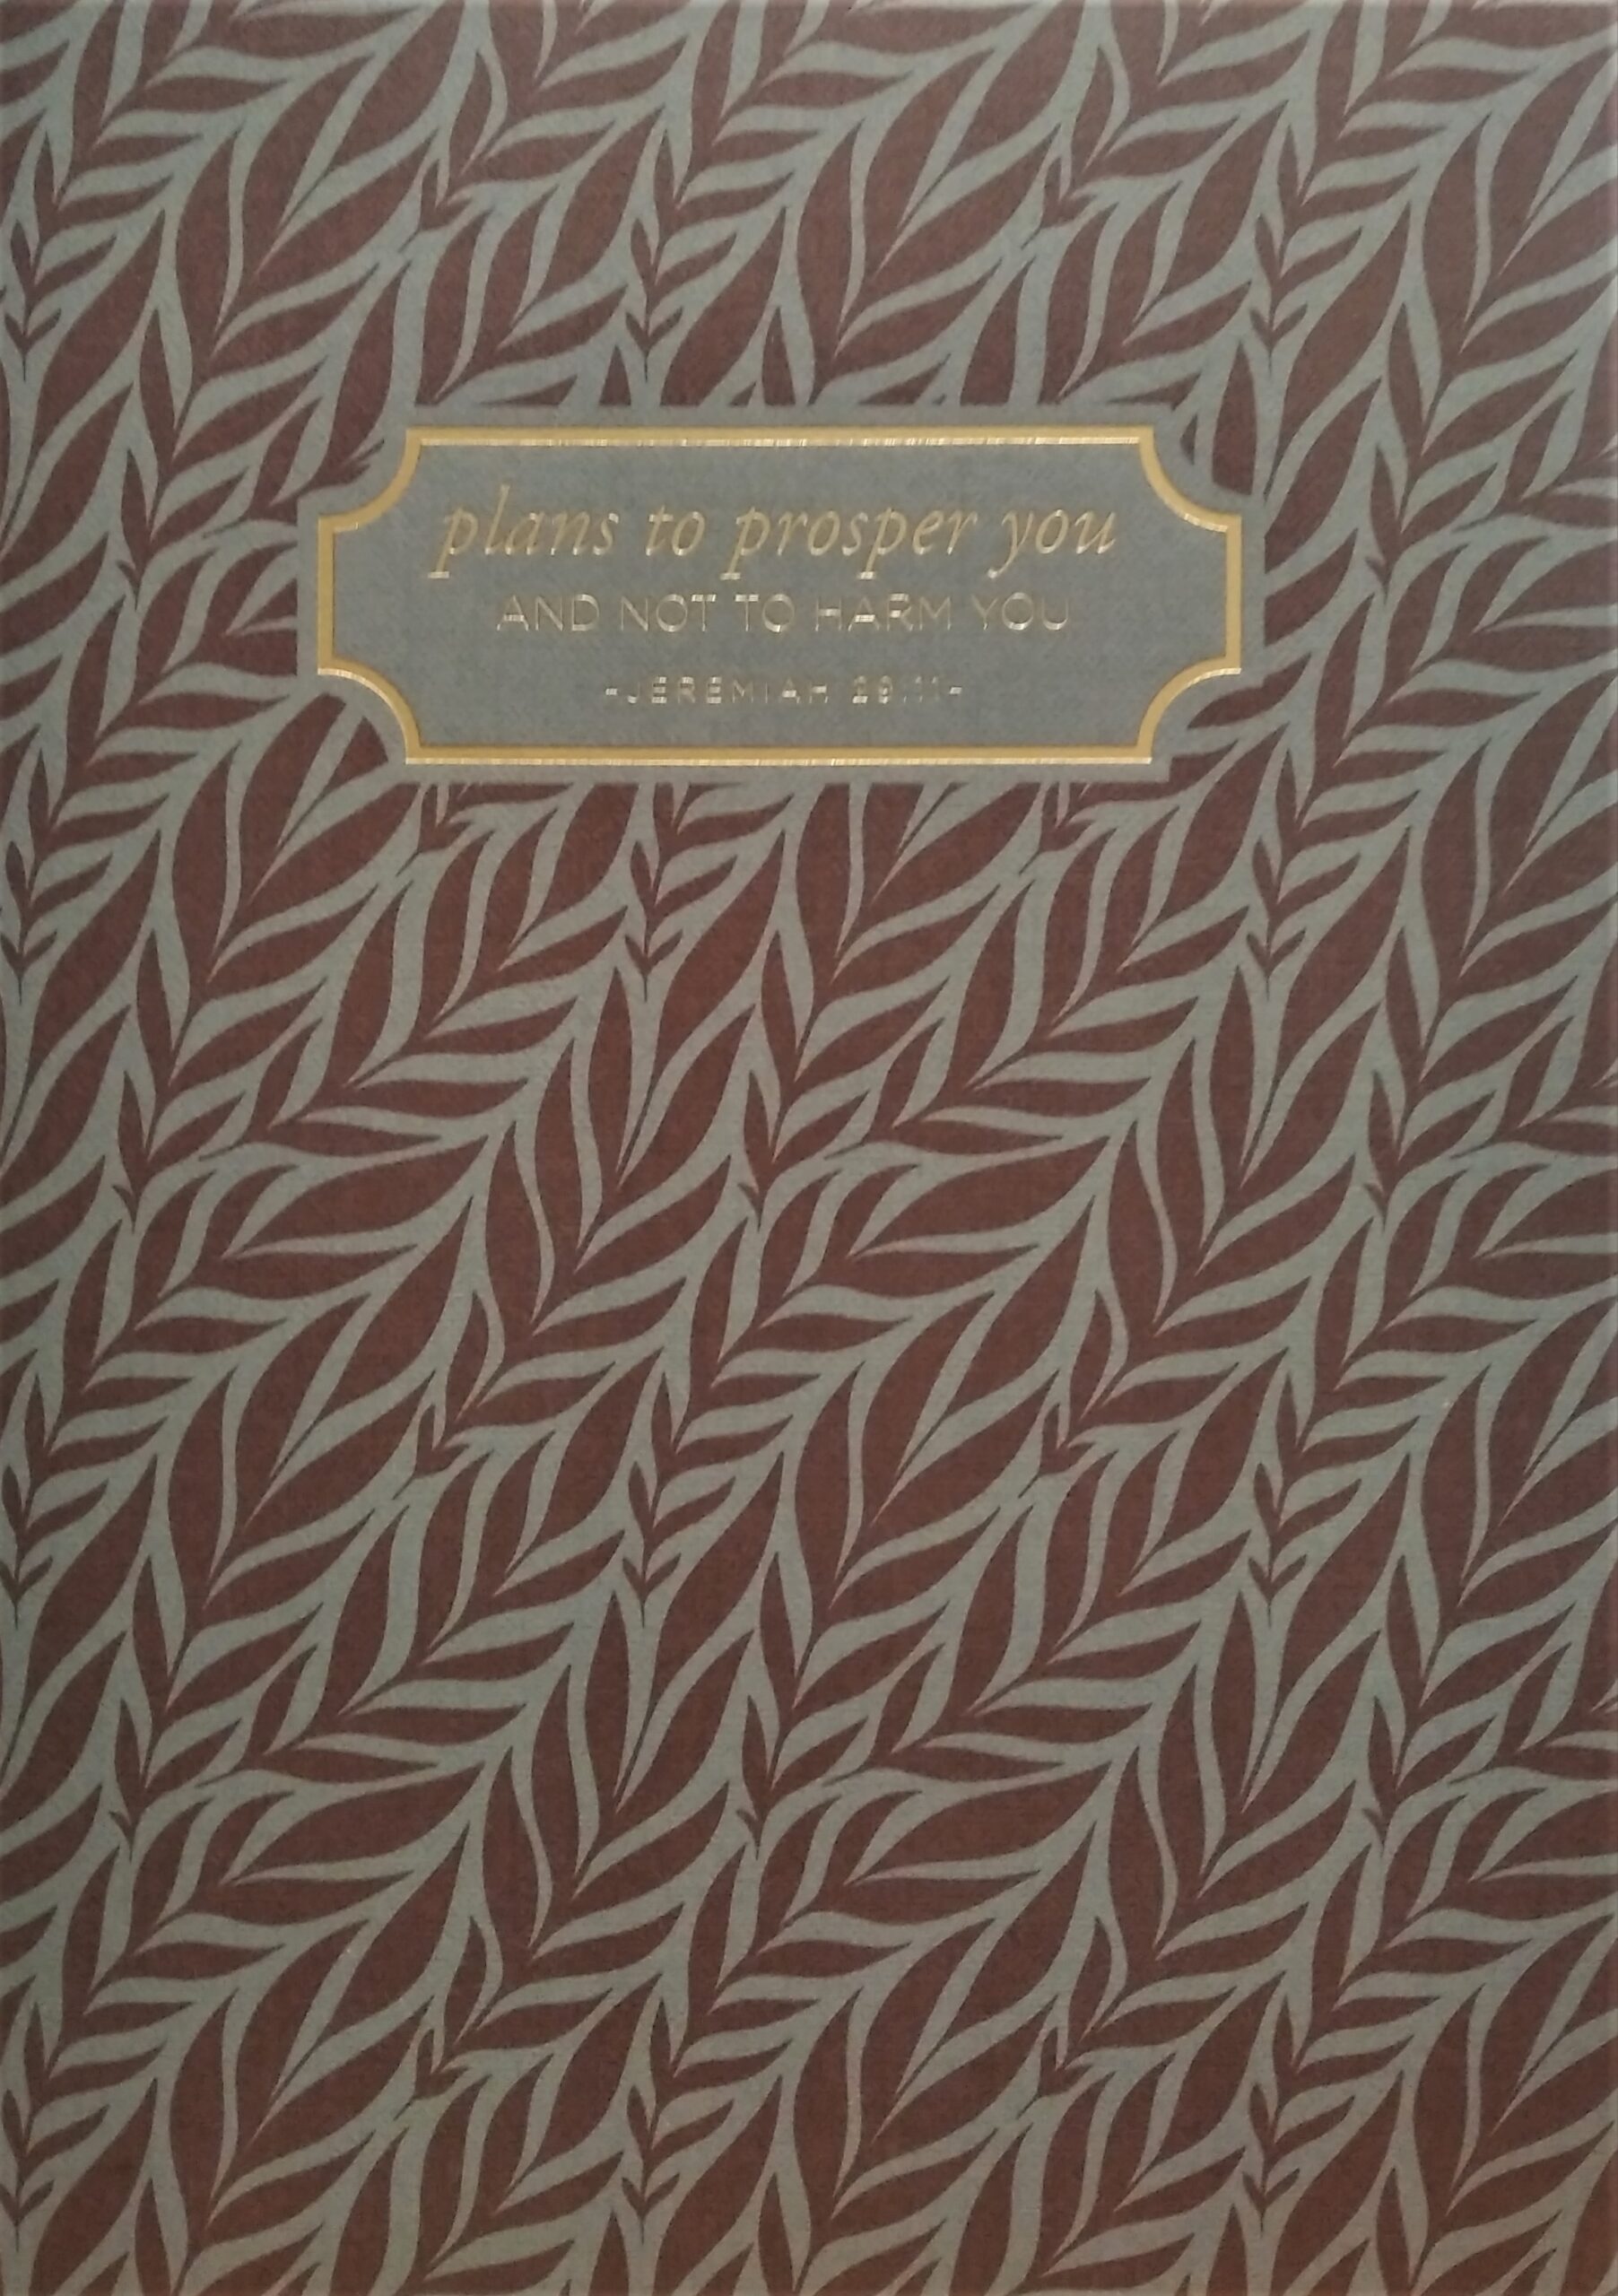 plans to prosper you
AND NOT TO HARM YOU
-JEREMIAH 29:11-